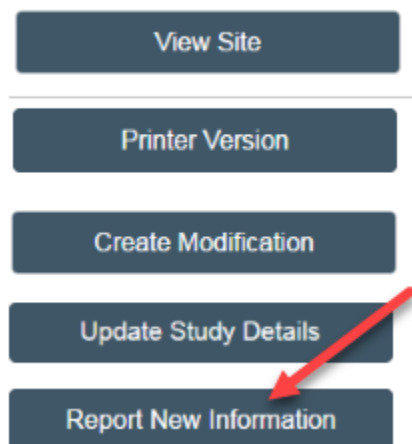 View Site
Printer Version
Create Modification
Update Study Details
Report New Information